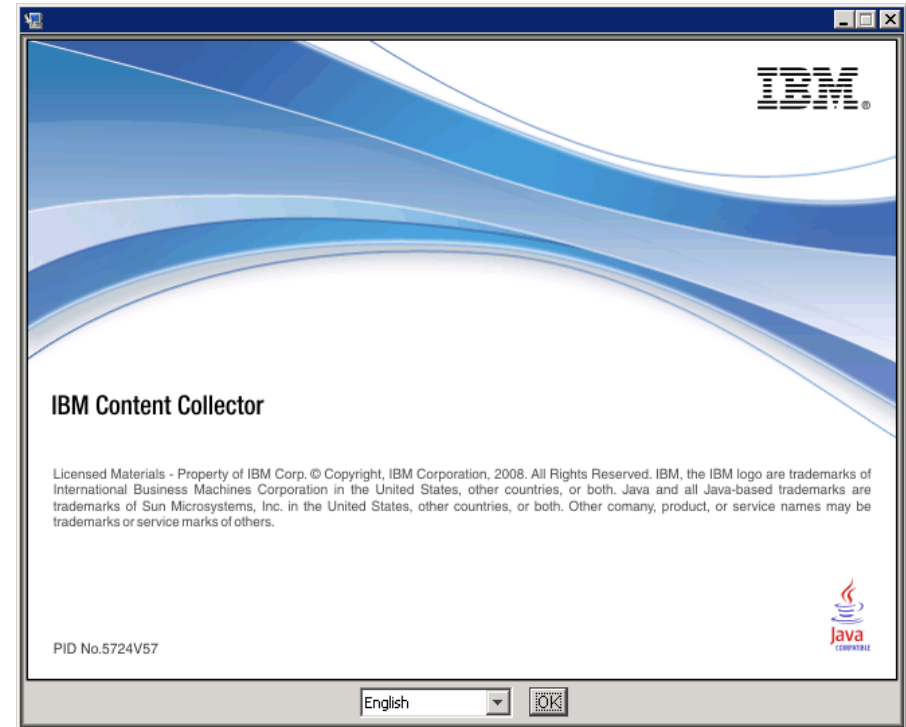 IBM®
IBM Content Collector
Licensed Materials - Property of IBM Corp. © Copyright, IBM Corporation, 2008. All Rights Reserved. IBM, the IBM logo are trademarks of
International Business Machines Corporation in the United States, other countries, or both. Java and all Java-based trademarks are
trademarks of Sun Microsystems, Inc. in the United States, other countries, or both. Other comany, product, or service names may be
trademarks or service marks of others.
Java
COMPATIBLE
PID No.5724V57
English
OK